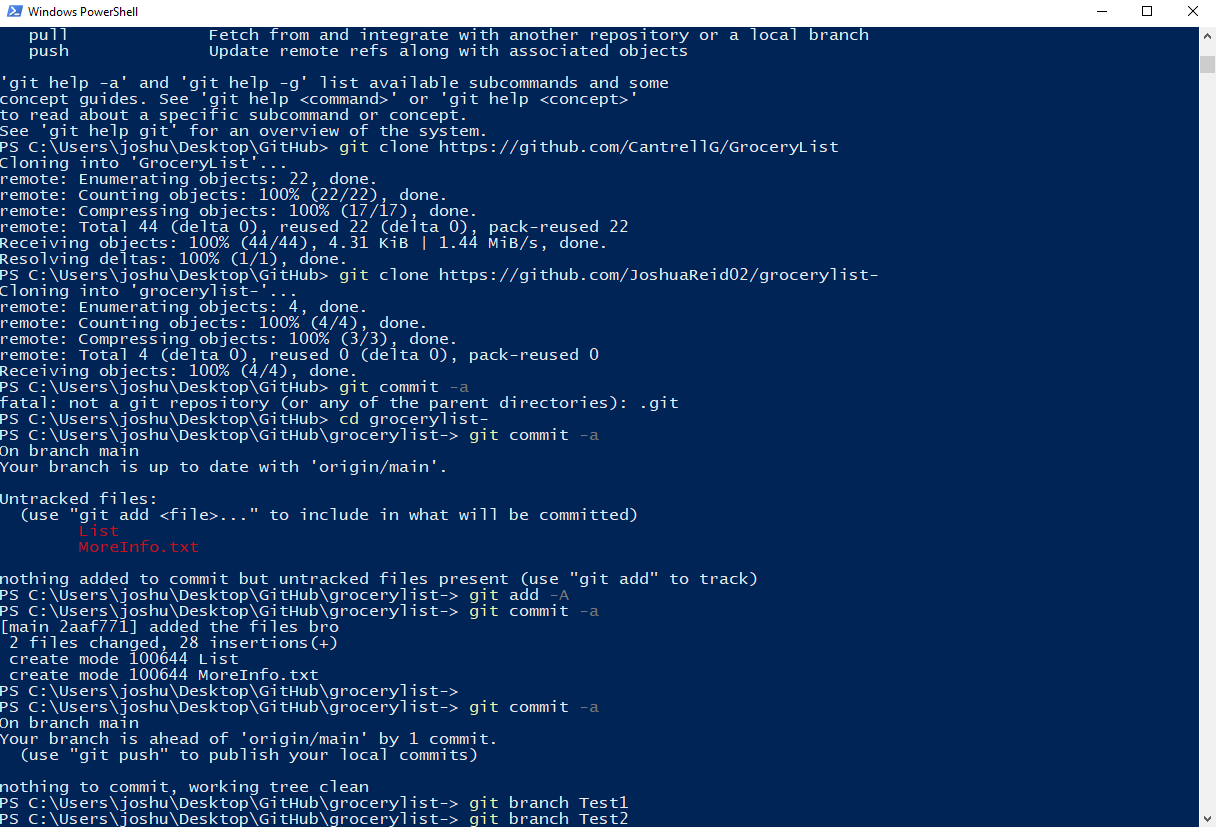 Windows PowerShell
   pull              Fetch from and integrate with another repository or a local branch
   push              Update remote refs along with associated objects
'git help -a' and 'git help -g' list available subcommands and some
concept guides. See 'git help <command>' or 'git help <concept>'
to read about a specific subcommand or concept.
See 'git help git' for an overview of the system.
PS C:\Users\joshu\Desktop\GitHub> git clone https://github.com/CantrellG/GroceryList
Cloning into 'GroceryList'...
remote: Enumerating objects: 22, done.
remote: Counting objects: 100% (22/22), done.
remote: Compressing objects: 100% (17/17), done.
remote: Total 44 (delta 0), reused 22 (delta 0), pack-reused 22
Receiving objects: 100% (44/44), 4.31 KiB | 1.44 MiB/s, done.
Resolving deltas: 100% (1/1), done.
PS C:\Users\joshu\Desktop\GitHub> git clone https://github.com/JoshuaReid02/grocerylist-
Cloning into 'grocerylist-'...
remote: Enumerating objects: 4, done.
remote: Counting objects: 100% (4/4), done.
remote: Compressing objects: 100% (3/3), done.
remote: Total 4 (delta 0), reused 0 (delta 0), pack-reused 0
Receiving objects: 100% (4/4), done.
PS C:\Users\joshu\Desktop\GitHub> git commit -a
fatal: not a git repository (or any of the parent directories): .git
PS C:\Users\joshu\Desktop\GitHub> cd grocerylist-
PS C:\Users\joshu\Desktop\GitHub\grocerylist-> git commit -a
On branch main
Your branch is up to date with 'origin/main'.
Untracked files:
  (use "git add <file>..." to include in what will be committed)
        List
        MoreInfo.txt
nothing added to commit but untracked files present (use "git add" to track)
PS C:\Users\joshu\Desktop\GitHub\grocerylist-> git add -A
PS C:\Users\joshu\Desktop\GitHub\grocerylist-> git commit -a
[main 2aaf771] added the files bro
 2 files changed, 28 insertions(+)
 create mode 100644 List
 create mode 100644 MoreInfo.txt
PS C:\Users\joshu\Desktop\GitHub\grocerylist->
PS C:\Users\joshu\Desktop\GitHub\grocerylist-> git commit -a
On branch main
Your branch is ahead of 'origin/main' by 1 commit.
  (use "git push" to publish your local commits)
nothing to commit, working tree clean
PS C:\Users\joshu\Desktop\GitHub\grocerylist-> git branch Test1
PS C:\Users\joshu\Desktop\GitHub\grocerylist-> git branch Test2